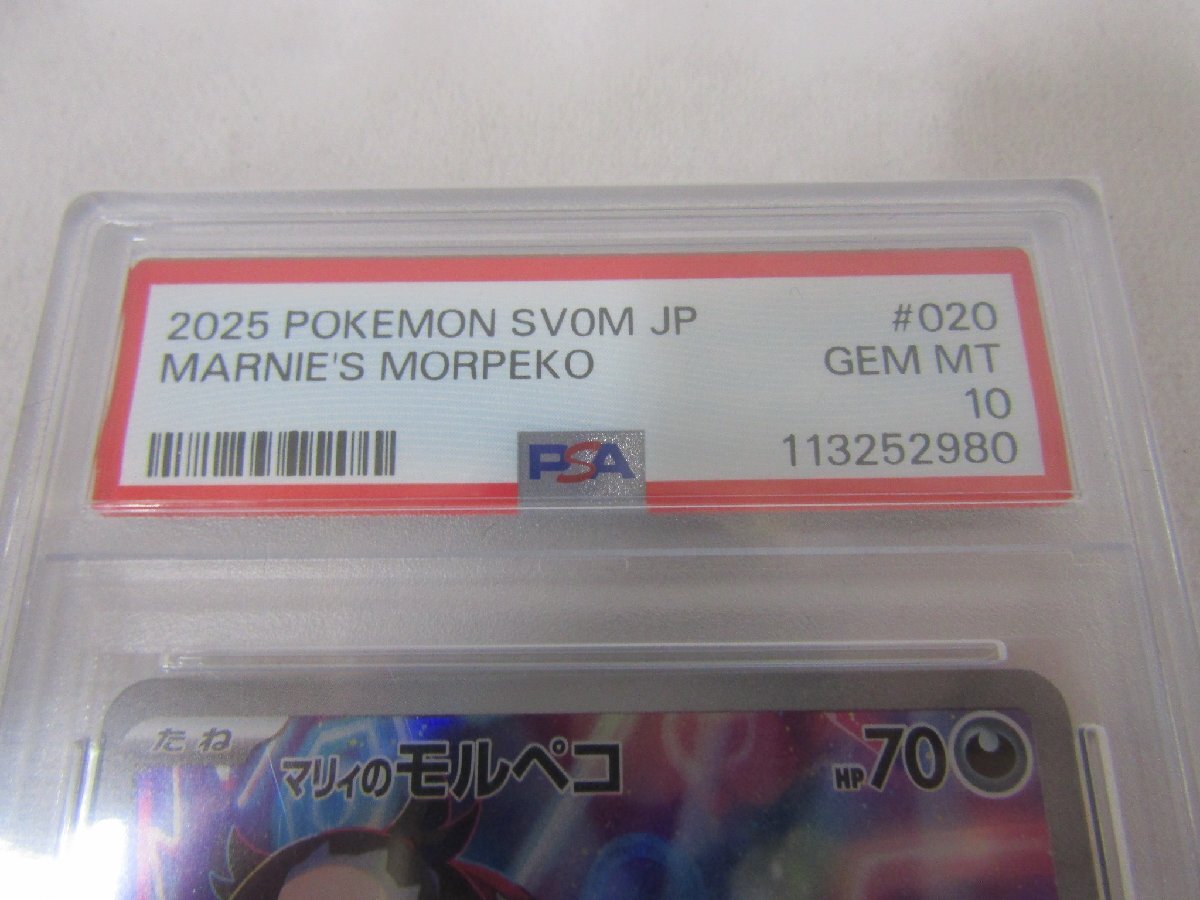 2025 POKEMON SV0M JP #020
MARNIE'S MORPEKO GEM MT
10
PSA 113252980
たね
マリィのモルペコ HP70